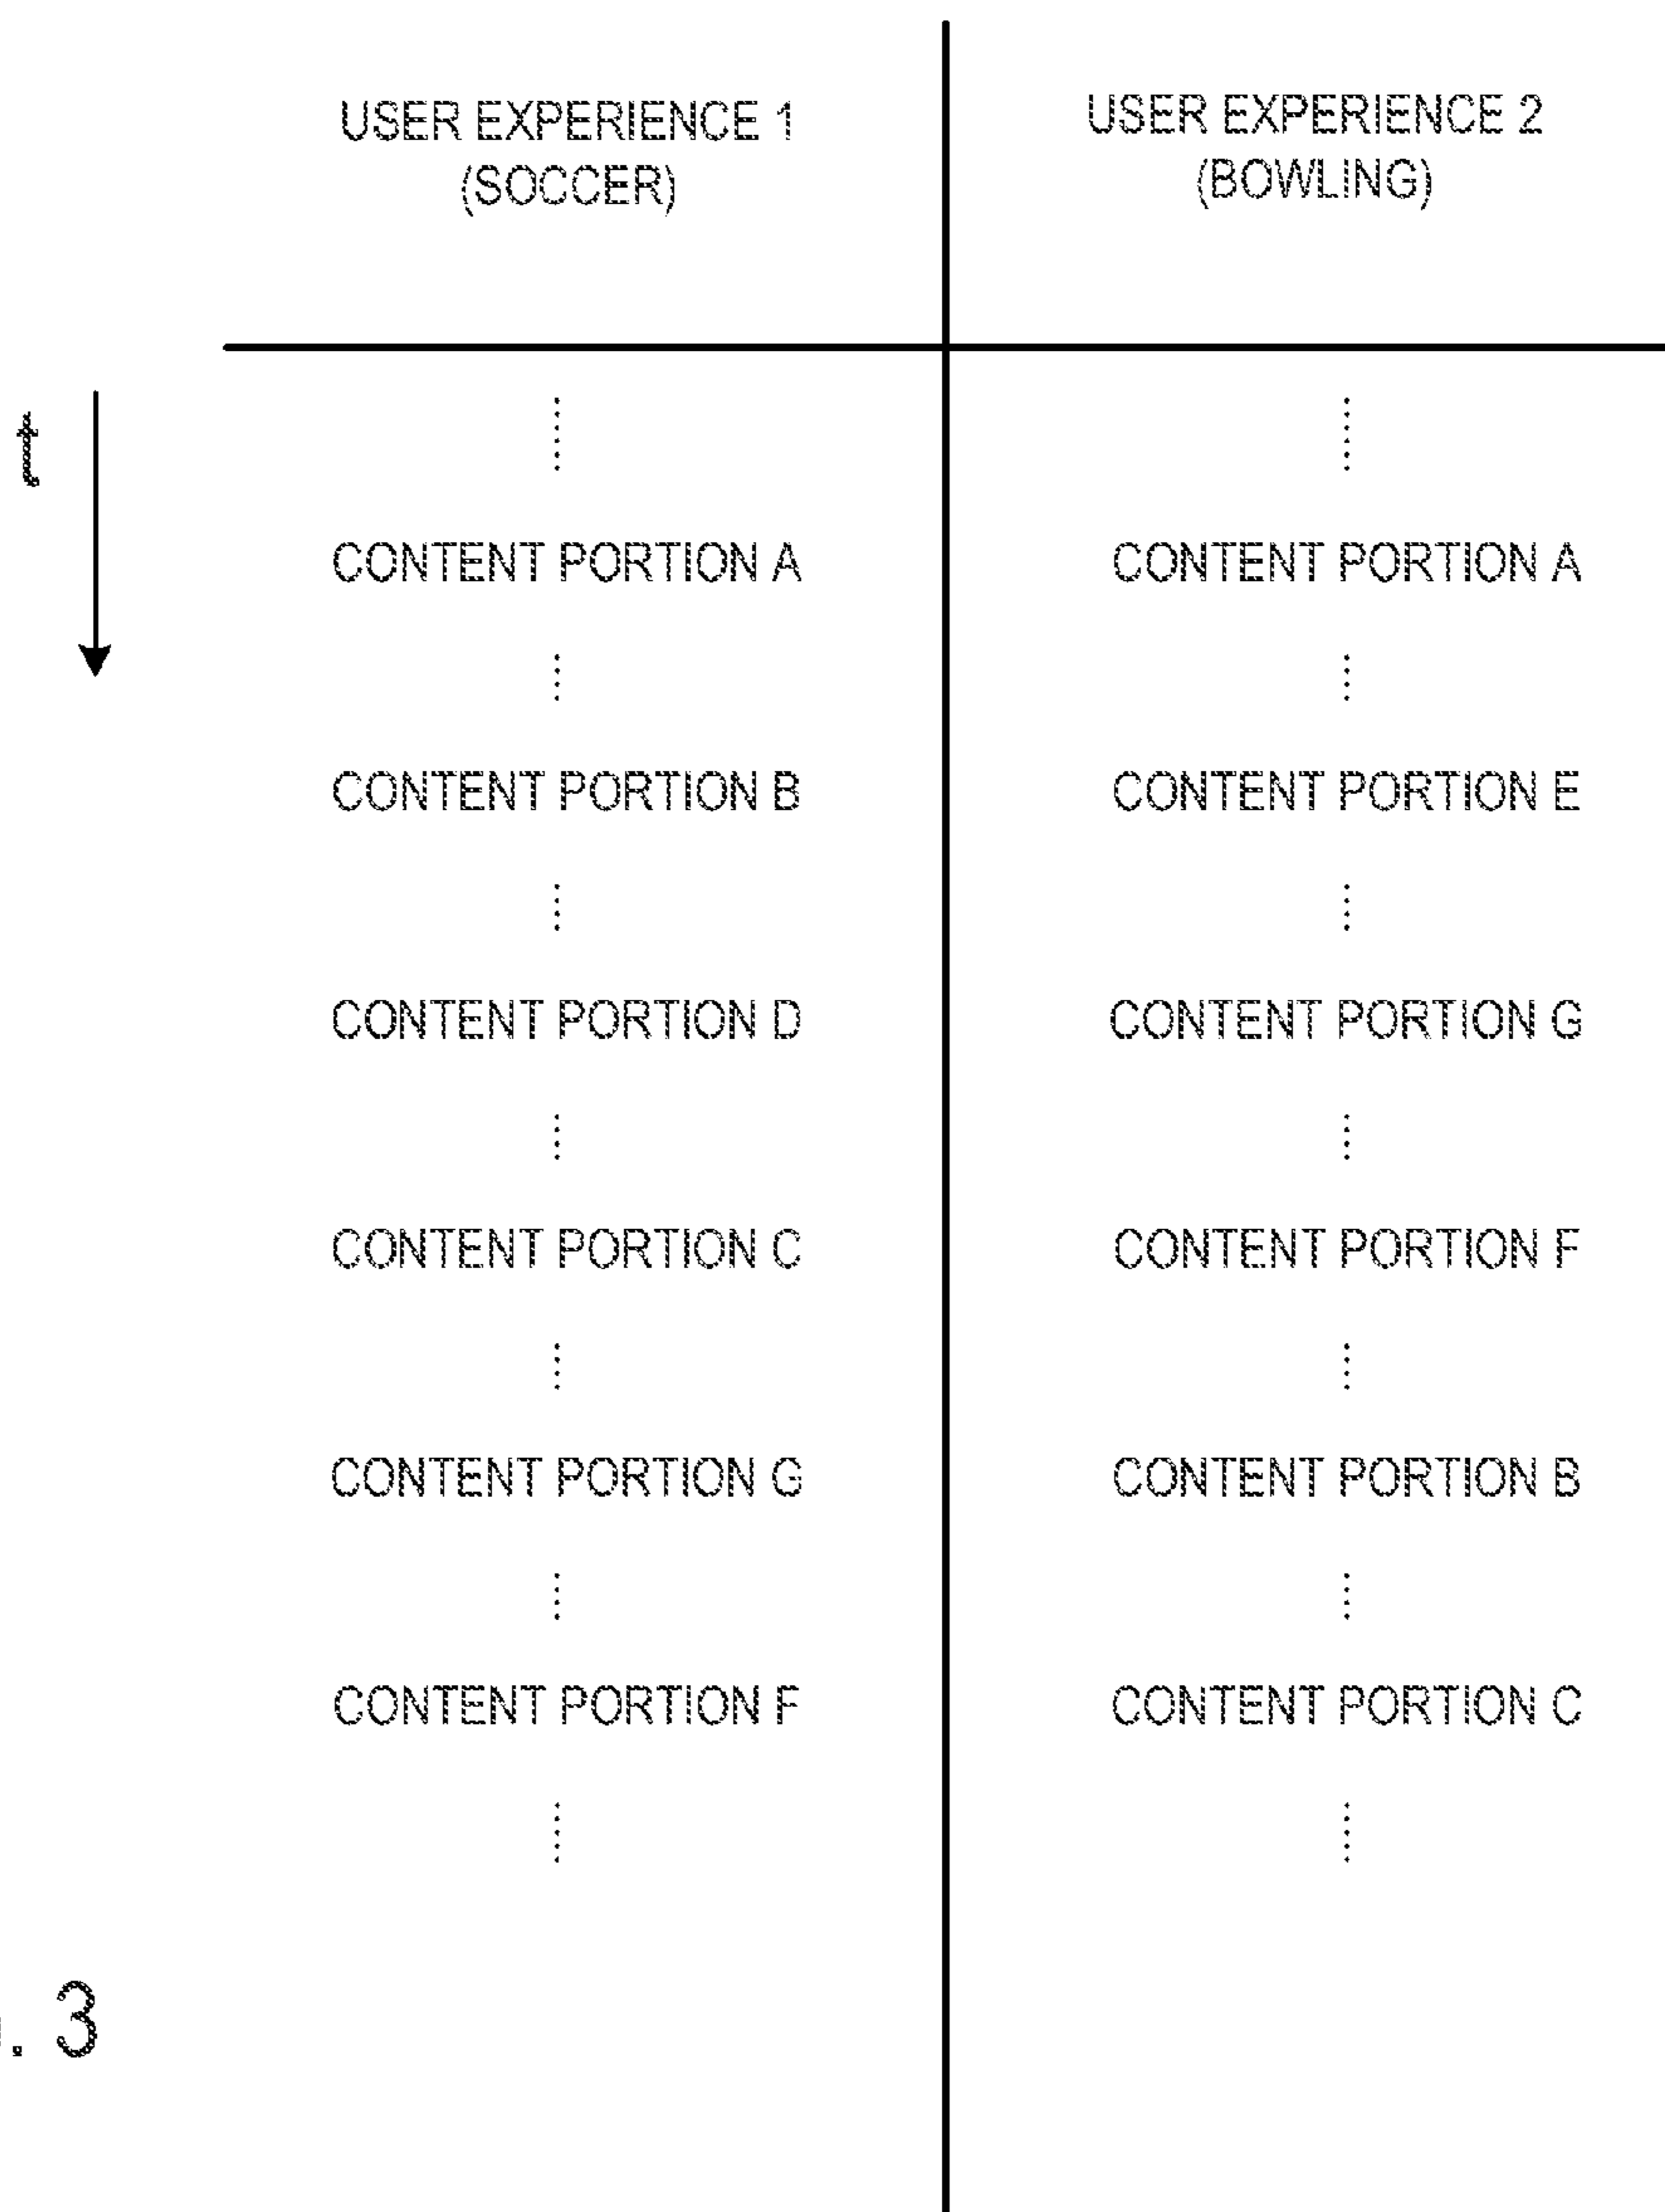 USER EXPERIENCE 1
(SOCCER)
USER EXPERIENCE 2
(BOWLING)
t
CONTENT PORTION A
CONTENT PORTION A
CONTENT PORTION B
CONTENT PORTION E
CONTENT PORTION D
CONTENT PORTION G
CONTENT PORTION C
CONTENT PORTION F
CONTENT PORTION G
CONTENT PORTION B
CONTENT PORTION F
CONTENT PORTION C
. 3